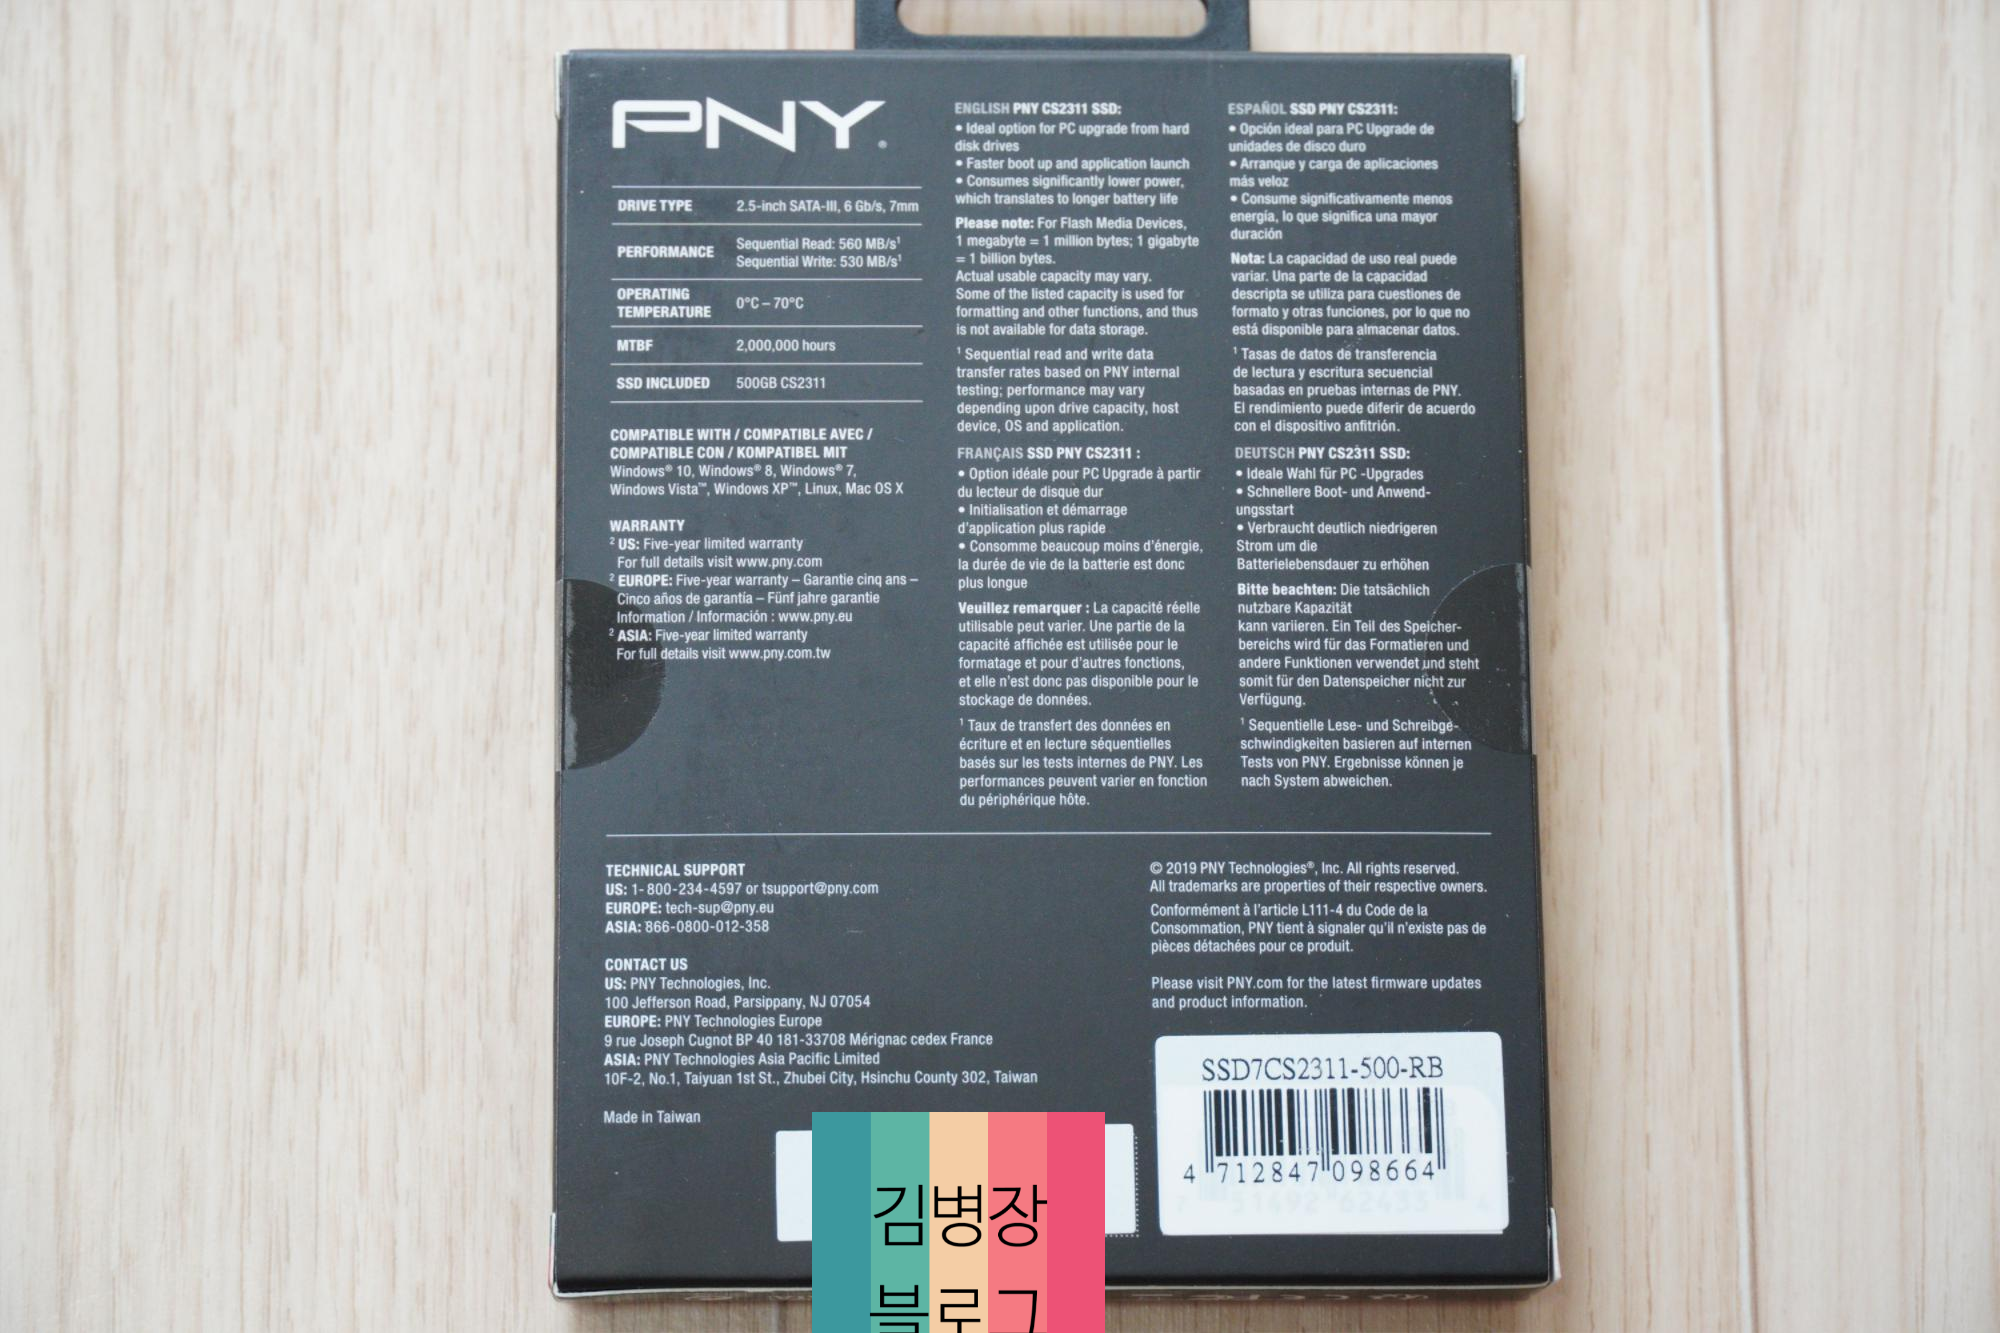 PNY®
DRIVE TYPE 2.5-inch SATA-III, 6 Gb/s, 7mm
PERFORMANCE Sequential Read: 560 MB/s¹
Sequential Write: 530 MB/s¹
OPERATING
TEMPERATURE 0°C – 70°C
MTBF 2,000,000 hours
SSD INCLUDED 500GB CS2311
COMPATIBLE WITH / COMPATIBLE AVEC /
COMPATIBLE CON / KOMPATIBEL MIT
Windows® 10, Windows® 8, Windows® 7,
Windows Vista™, Windows XP™, Linux, Mac OS X
WARRANTY
² US: Five-year limited warranty
For full details visit www.pny.com
² EUROPE: Five-year warranty – Garantie cinq ans –
Cinco años de garantía – Fünf jahre garantie
Information / Información : www.pny.eu
² ASIA: Five-year limited warranty
For full details visit www.pny.com.tw
ENGLISH PNY CS2311 SSD:
• Ideal option for PC upgrade from hard
disk drives
• Faster boot up and application launch
• Consumes significantly lower power,
which translates to longer battery life
Please note: For Flash Media Devices,
1 megabyte = 1 million bytes; 1 gigabyte
= 1 billion bytes.
Actual usable capacity may vary.
Some of the listed capacity is used for
formatting and other functions, and thus
is not available for data storage.
¹ Sequential read and write data
transfer rates based on PNY internal
testing; performance may vary
depending upon drive capacity, host
device, OS and application.
FRANÇAIS SSD PNY CS2311 :
• Option idéale pour PC Upgrade à partir
du lecteur de disque dur
• Initialisation et démarrage
d'application plus rapide
• Consomme beaucoup moins d'énergie,
la durée de vie de la batterie est donc
plus longue
Veuillez remarquer : La capacité réelle
utilisable peut varier. Une partie de la
capacité affichée est utilisée pour le
formatage et pour d'autres fonctions,
et elle n'est donc pas disponible pour le
stockage de données.
¹ Taux de transfert des données en
écriture et en lecture séquentielles
basés sur les tests internes de PNY. Les
performances peuvent varier en fonction
du périphérique hôte.
ESPAÑOL SSD PNY CS2311:
• Opción ideal para PC Upgrade de
unidades de disco duro
• Arranque y carga de aplicaciones
más veloz
• Consume significativamente menos
energía, lo que significa una mayor
duración
Nota: La capacidad de uso real puede
variar. Una parte de la capacidad
descripta se utiliza para cuestiones de
formato y otras funciones, por lo que no
está disponible para almacenar datos.
¹ Tasas de datos de transferencia
de lectura y escritura secuencial
basadas en pruebas internas de PNY.
El rendimiento puede diferir de acuerdo
con el dispositivo anfitrión.
DEUTSCH PNY CS2311 SSD:
• Ideale Wahl für PC -Upgrades
• Schnellere Boot- und Anwend-
ungsstart
• Verbraucht deutlich niedrigeren
Strom um die
Batterielebensdauer zu erhöhen
Bitte beachten: Die tatsächlich
nutzbare Kapazität
kann variieren. Ein Teil des Speicher-
bereichs wird für das Formatieren und
andere Funktionen verwendet und steht
somit für den Datenspeicher nicht zur
Verfügung.
¹ Sequentielle Lese- und Schreibge-
schwindigkeiten basieren auf internen
Tests von PNY. Ergebnisse können je
nach System abweichen.
TECHNICAL SUPPORT
US: 1- 800-234-4597 or tsupport@pny.com
EUROPE: tech-sup@pny.eu
ASIA: 866-0800-012-358
CONTACT US
US: PNY Technologies, Inc.
100 Jefferson Road, Parsippany, NJ 07054
EUROPE: PNY Technologies Europe
9 rue Joseph Cugnot BP 40 181-33708 Mérignac cedex France
ASIA: PNY Technologies Asia Pacific Limited
10F-2, No.1, Taiyuan 1st St., Zhubei City, Hsinchu County 302, Taiwan
Made in Taiwan
© 2019 PNY Technologies®, Inc. All rights reserved.
All trademarks are properties of their respective owners.
Conformément à l'article L111-4 du Code de la
Consommation, PNY tient à signaler qu'il n'existe pas de
pièces détachées pour ce produit.
Please visit PNY.com for the latest firmware updates
and product information.
SSD7CS2311-500-RB
4 712847 098664
김병장
블로그